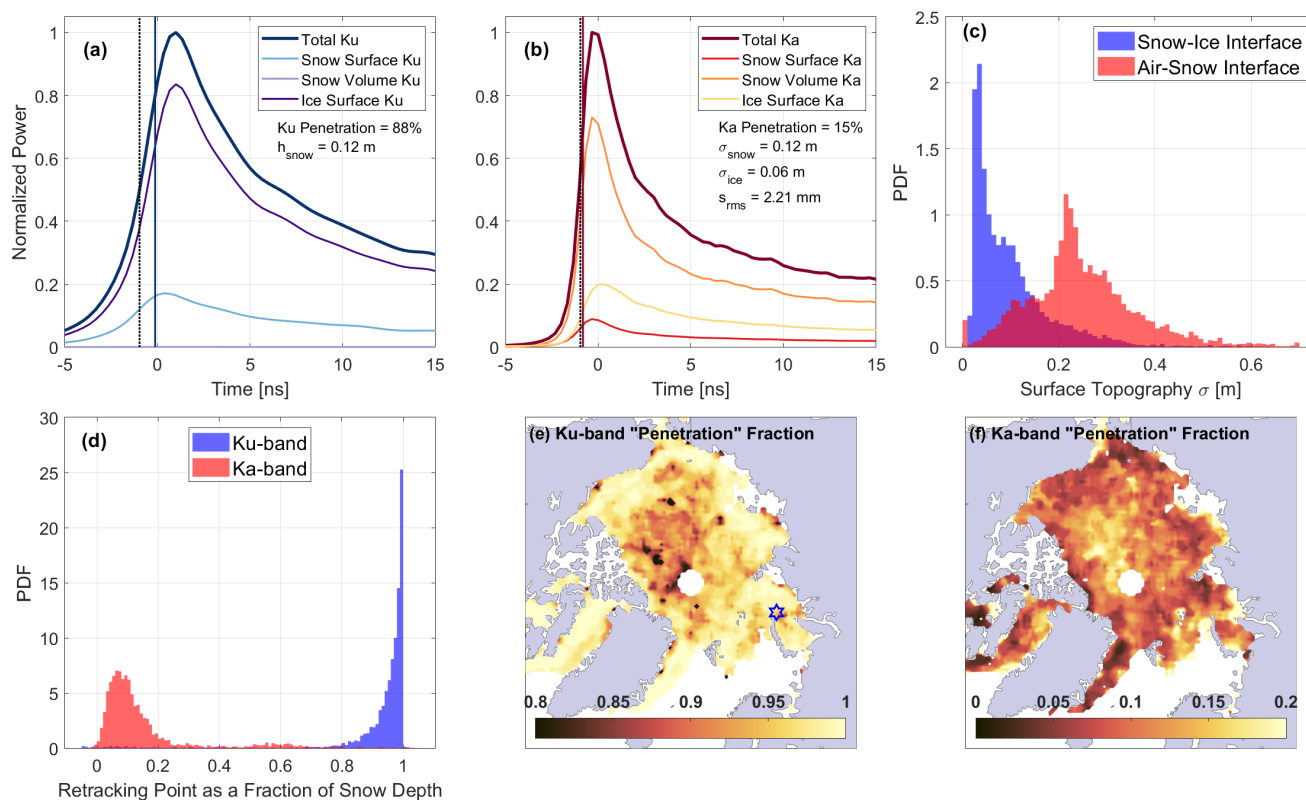 (a)
Total Ku
Snow Surface Ku
Snow Volume Ku
Ice Surface Ku
Ku Penetration = 88%
h_snow = 0.12 m
1
0.8
0.6
0.4
0.2
0
Normalized Power
-5 0 5 10 15
Time [ns]
(b)
Total Ka
Snow Surface Ka
Snow Volume Ka
Ice Surface Ka
Ka Penetration = 15%
σ_snow = 0.12 m
σ_ice = 0.06 m
s_rms = 2.21 mm
1
0.8
0.6
0.4
0.2
0
-5 0 5 10 15
Time [ns]
(c)
Snow-Ice Interface
Air-Snow Interface
2.5
2
1.5
1
0.5
0
PDF
0 0.2 0.4 0.6
Surface Topography σ [m]
(d)
Ku-band
Ka-band
30
25
20
15
10
5
0
PDF
0 0.2 0.4 0.6 0.8 1
Retracking Point as a Fraction of Snow Depth
(e) Ku-band "Penetration" Fraction
0.8 0.85 0.9 0.95 1
(f) Ka-band "Penetration" Fraction
0 0.05 0.1 0.15 0.2